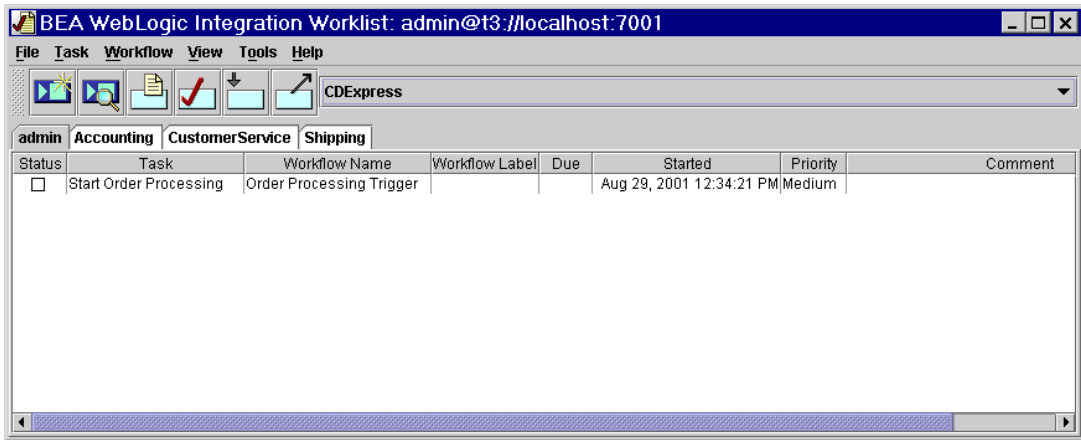 BEA WebLogic Integration Worklist: admin@t3://localhost:7001
File Task Workflow View Tools Help
CDExpress
admin Accounting CustomerService Shipping
Status Task Workflow Name Workflow Label Due Started Priority Comment
Start Order Processing Order Processing Trigger Aug 29, 2001 12:34:21 PM Medium